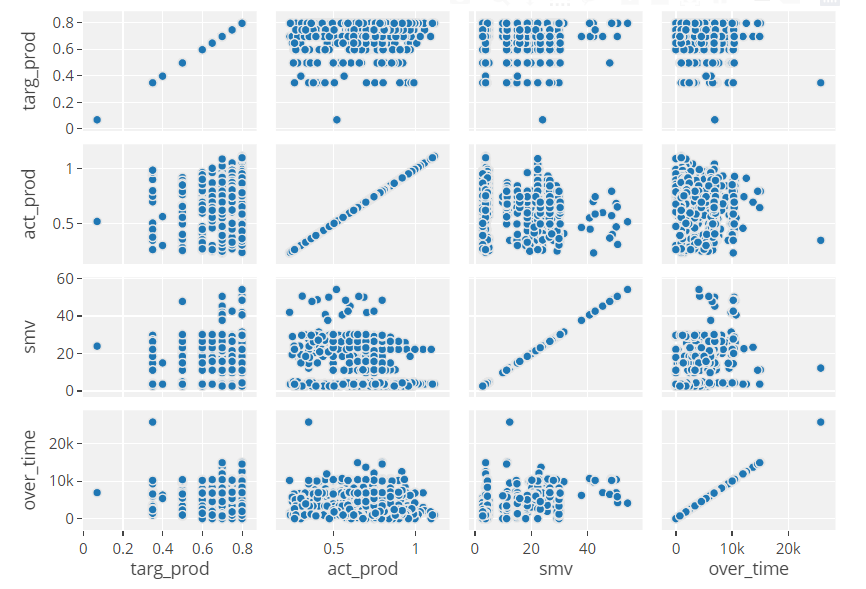 targ_prod
0.8
0.6
0.4
0.2
0
act_prod
1
0.5
smv
60
40
20
0
over_time
20k
10k
0
0 0.2 0.4 0.6 0.8 0.5 1 0 20 40 0 10k 20k
targ_prod act_prod smv over_time